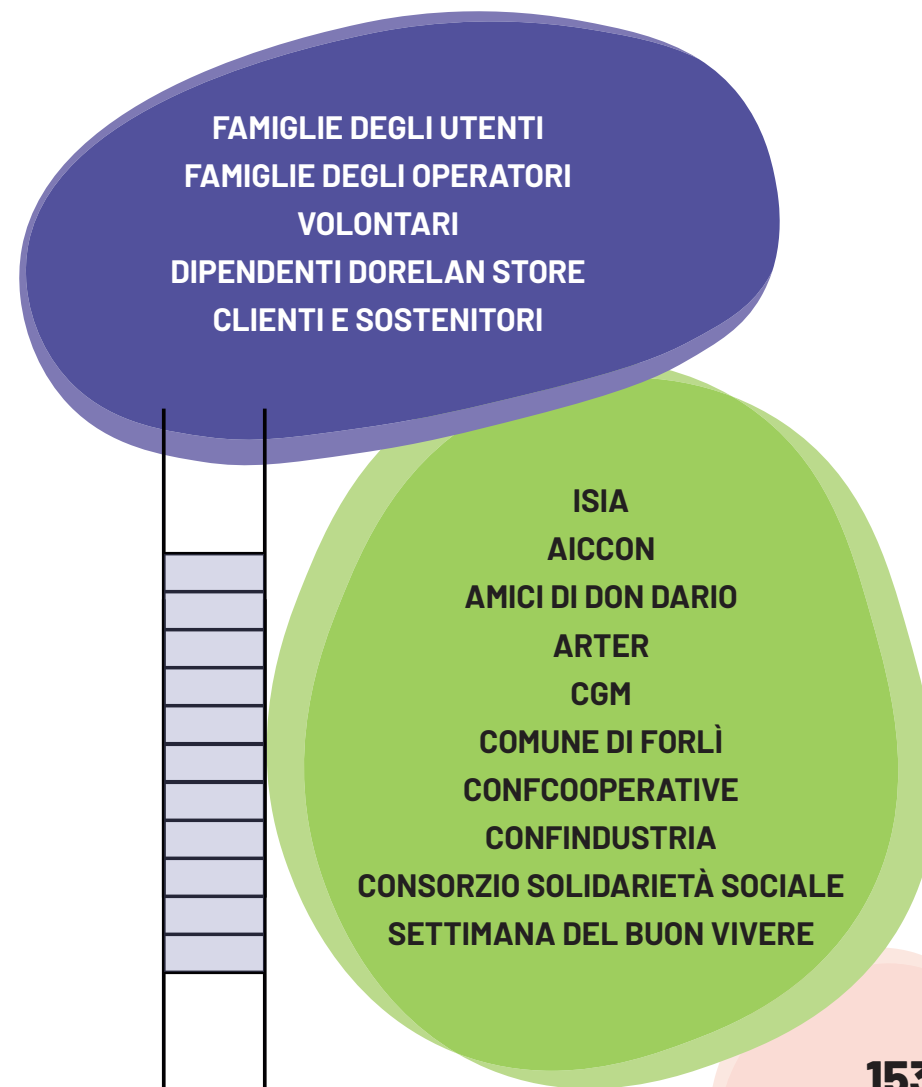 FAMIGLIE DEGLI UTENTI
FAMIGLIE DEGLI OPERATORI
VOLONTARI
DIPENDENTI DORELAN STORE
CLIENTI E SOSTENITORI
ISIA
AICCON
AMICI DI DON DARIO
ARTER
CGM
COMUNE DI FORLÌ
CONFCOOPERATIVE
CONFINDUSTRIA
CONSORZIO SOLIDARIETÀ SOCIALE
SETTIMANA DEL BUON VIVERE
153